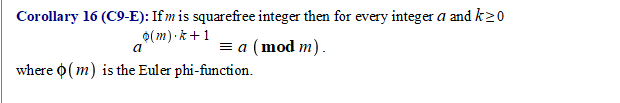 Corollary 16 (C9-E): If m is squarefree integer then for every integer a and k≥0
a^{ϕ(m)·k+1} ≡ a (mod m).
where ϕ(m) is the Euler phi-function.